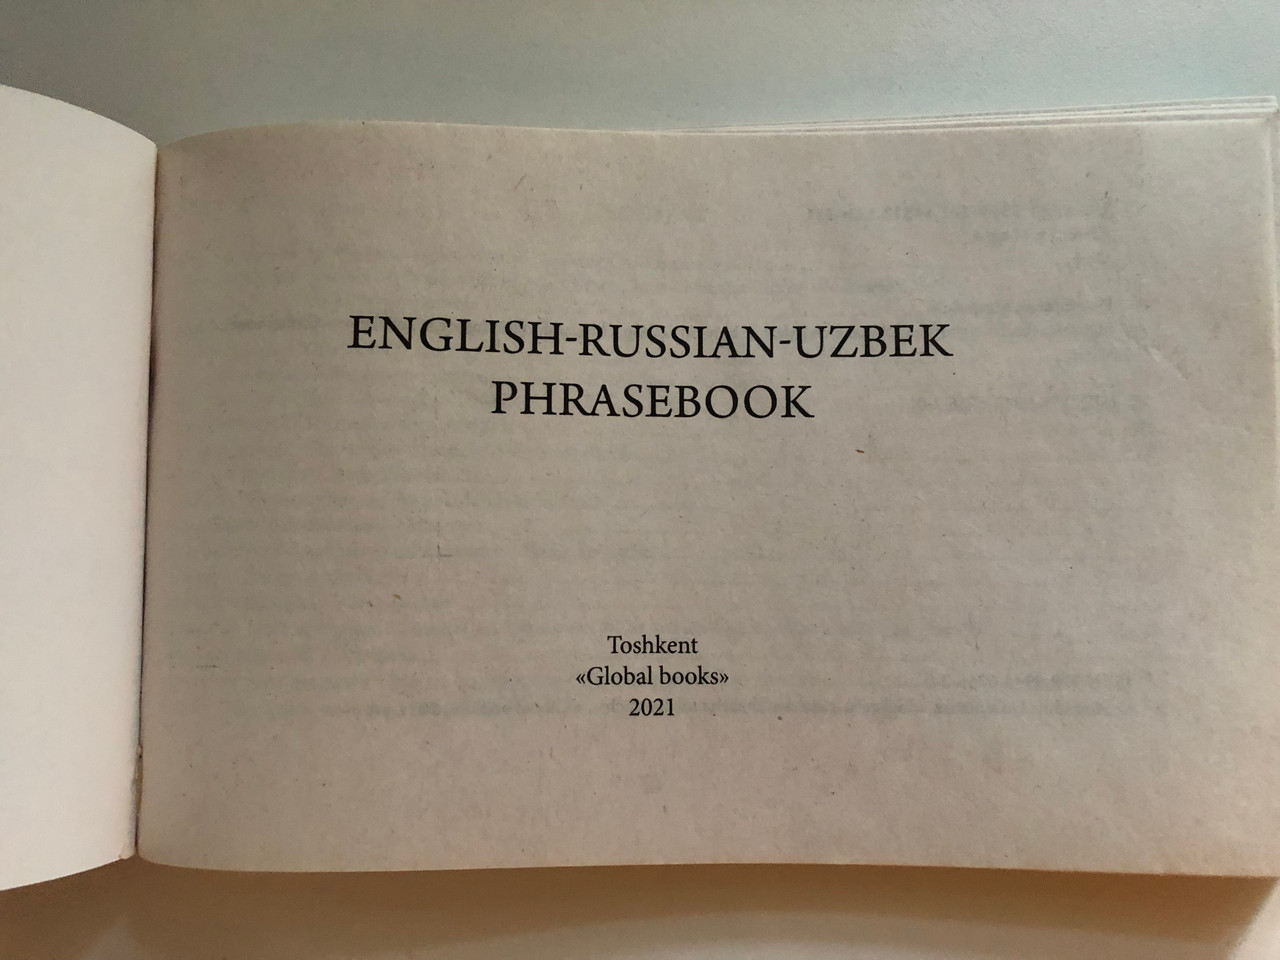 ENGLISH-RUSSIAN-UZBEK
PHRASEBOOK
Toshkent
«Global books»
2021